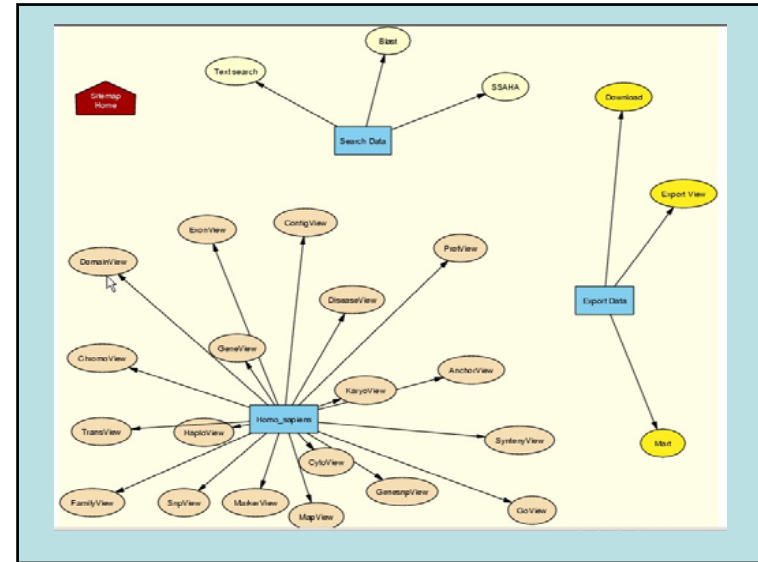 Blast
Text search
SSAHA
Sitemap
Home
Download
Search Data
Export View
ContigView
ExonView
ProtView
DomainView
DiseaseView
Export Data
GeneView
ChromoView
AnchorView
KaryoView
Homo_sapiens
TransView
HaploView
SyntenyView
Mart
CytoView
GenesnpView
FamilyView
SnpView
MarkerView
GoView
MapView